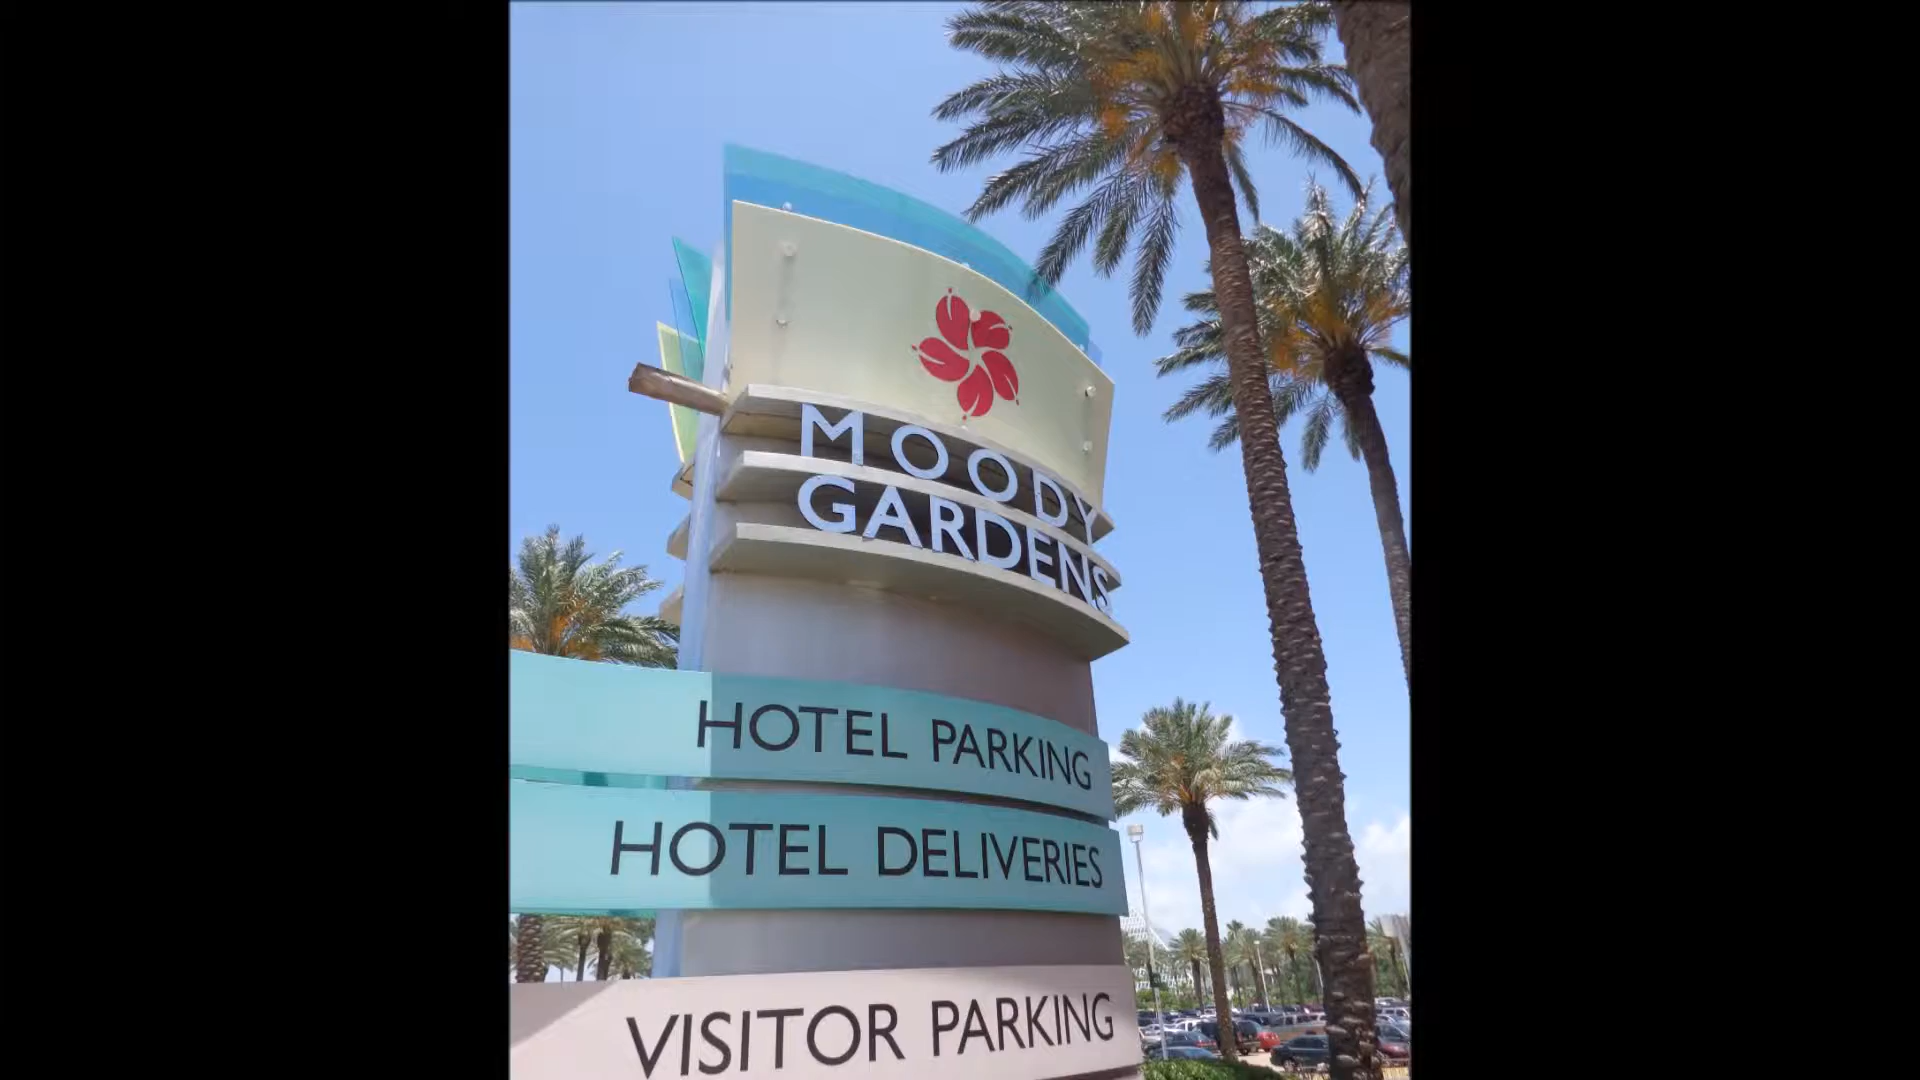 MOODY
GARDENS
HOTEL PARKING
HOTEL DELIVERIES
VISITOR PARKING